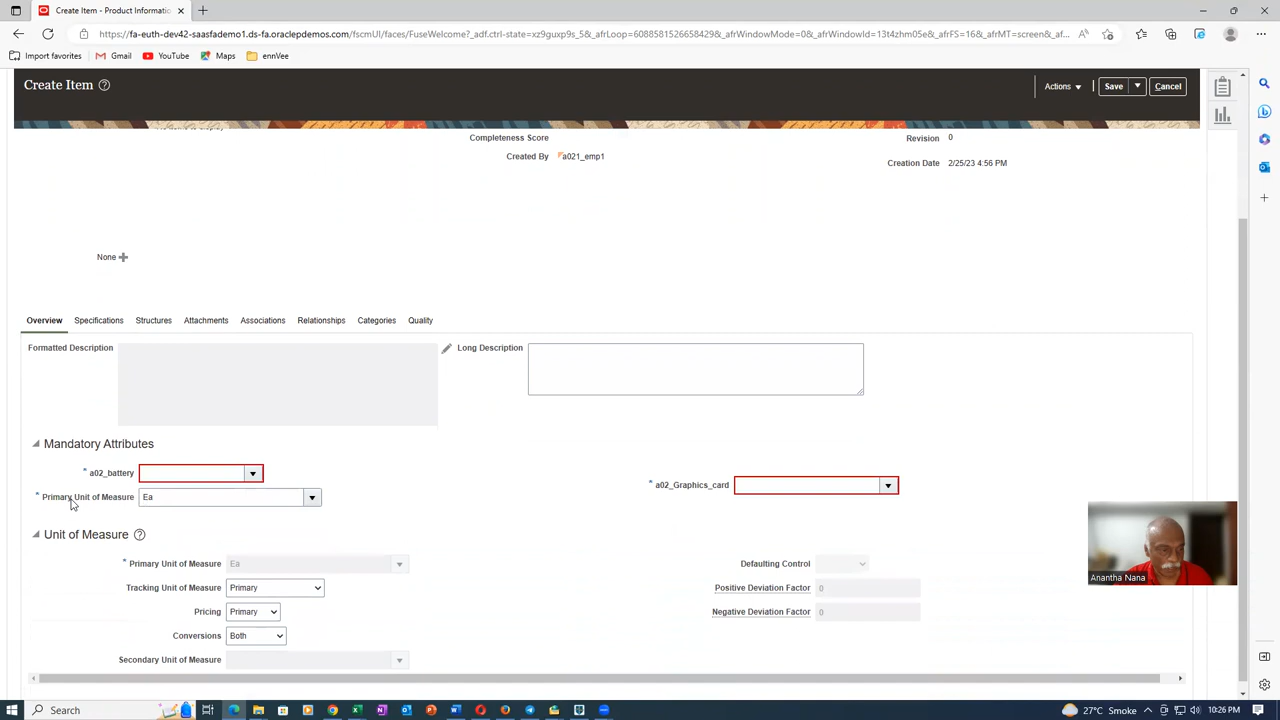 Create Item - Product Informatio
https://fa-euth-dev42-saasfademo1.ds-fa.oraclepdemos.com/fscmUI/faces/FuseWelcome?_adf.ctrl-state=xz9guxp9s_5&_afrLoop=6088581526658429&_afrWindowMode=0&_afrWindowId=13t4zhm05e&_afrFS=16&_afrMT=screen&_a...
Import favorites Gmail YouTube Maps ennVee
Create Item
Actions Save Cancel
Completeness Score
Revision 0
Created By a021_emp1
Creation Date 2/25/23 4:56 PM
None
Overview Specifications Structures Attachments Associations Relationships Categories Quality
Formatted Description Long Description
Mandatory Attributes
* a02_battery
* a02_Graphics_card
* Primary Unit of Measure Ea
Unit of Measure
* Primary Unit of Measure Ea Defaulting Control
Tracking Unit of Measure Primary Positive Deviation Factor 0
Anantha Nana
Pricing Primary Negative Deviation Factor 0
Conversions Both
Secondary Unit of Measure
Search 27°C Smoke 10:26 PM